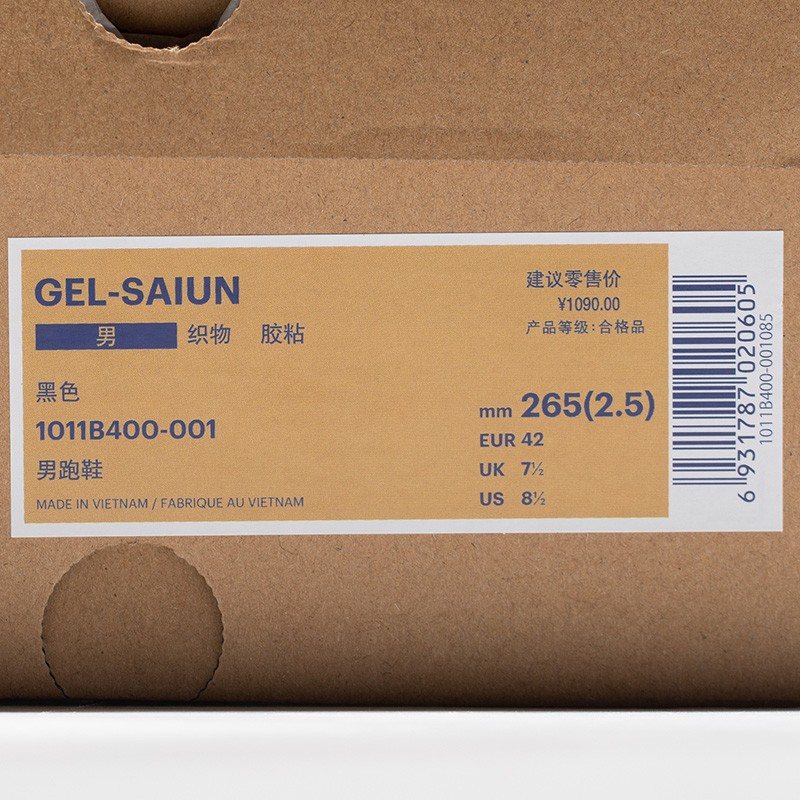 GEL-SAIUN
男 织物 胶粘
黑色
1011B400-001
男跑鞋
MADE IN VIETNAM / FABRIQUE AU VIETNAM
建议零售价
¥1090.00
产品等级:合格品
mm 265(2.5)
EUR 42
UK 7½
US 8½
6 931787 020605
1011B400-001085